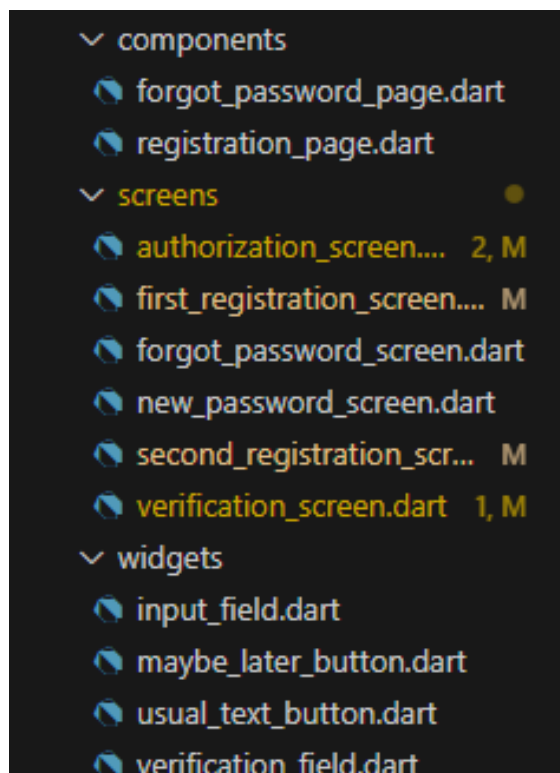 components
forgot_password_page.dart
registration_page.dart
screens
authorization_screen.... 2, M
first_registration_screen.... M
forgot_password_screen.dart
new_password_screen.dart
second_registration_scr... M
verification_screen.dart 1, M
widgets
input_field.dart
maybe_later_button.dart
usual_text_button.dart
verification_field.dart